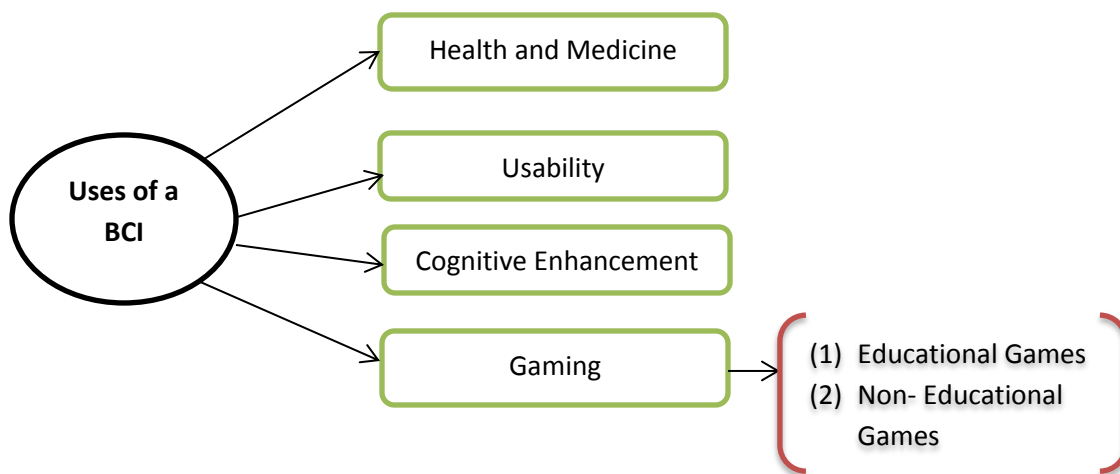 Health and Medicine
Uses of a
BCI
Usability
Cognitive Enhancement
Gaming
(1) Educational Games
(2) Non- Educational
Games